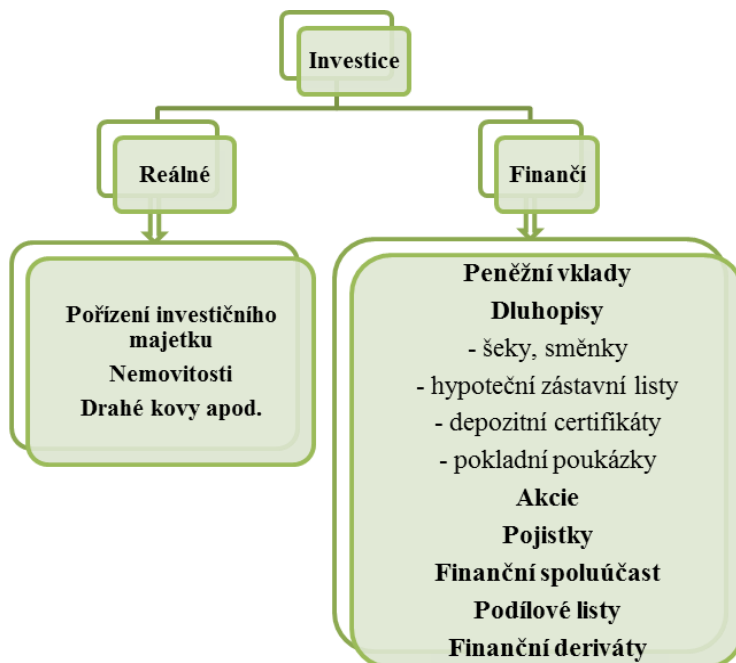 Investice
Reálné
Finančí
Pořízení investičního
majetku
Nemovitosti
Drahé kovy apod.
Peněžní vklady
Dluhopisy
- šeky, směnky
- hypoteční zástavní listy
- depozitní certifikáty
- pokladní poukázky
Akcie
Pojistky
Finanční spoluúčast
Podílové listy
Finanční deriváty